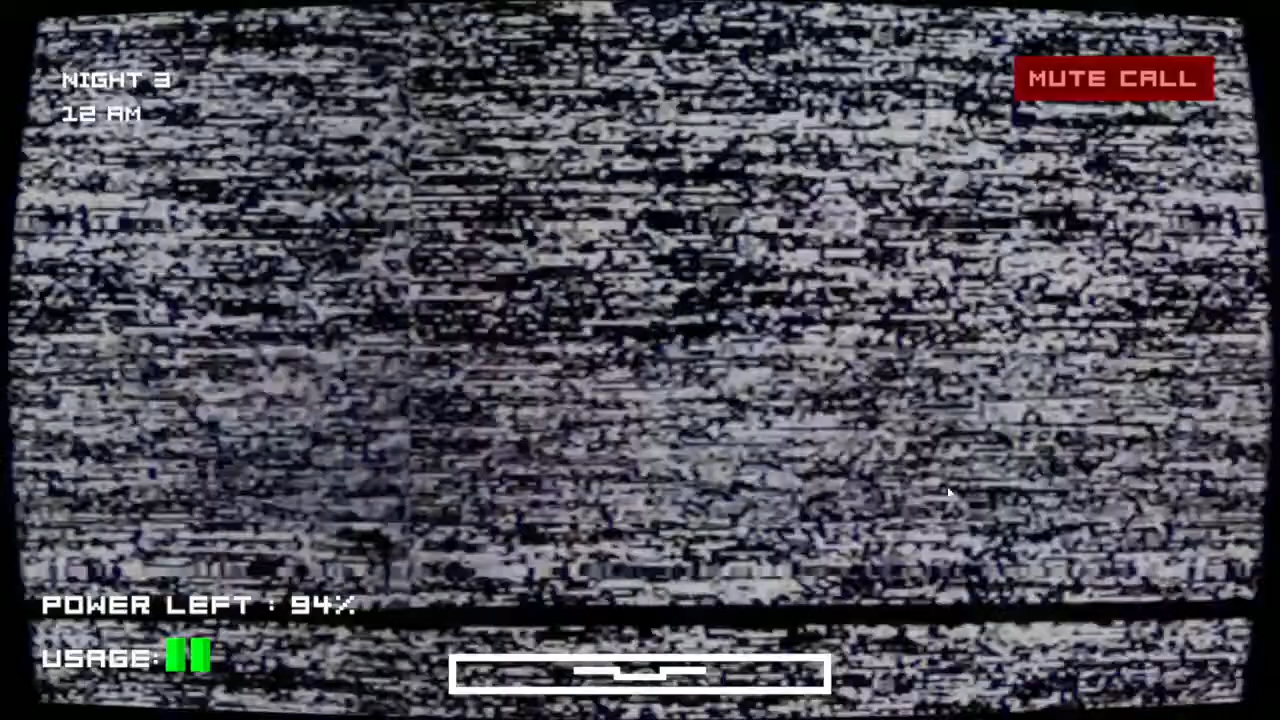 NIGHT 3
MUTE CALL
12 AM
POWER LEFT : 94%
USAGE: